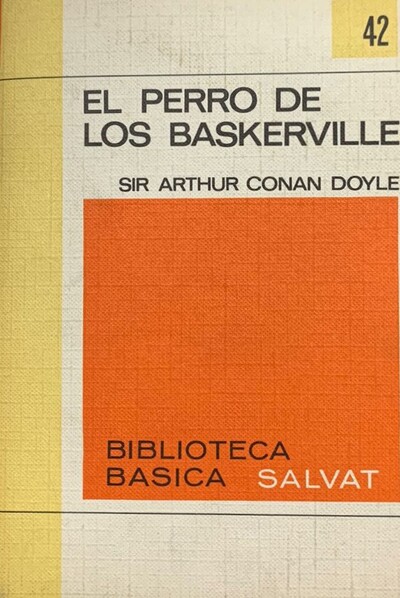 42
EL PERRO DE
LOS BASKERVILLE
SIR ARTHUR CONAN DOYLE
BIBLIOTECA
BASICA SALVAT